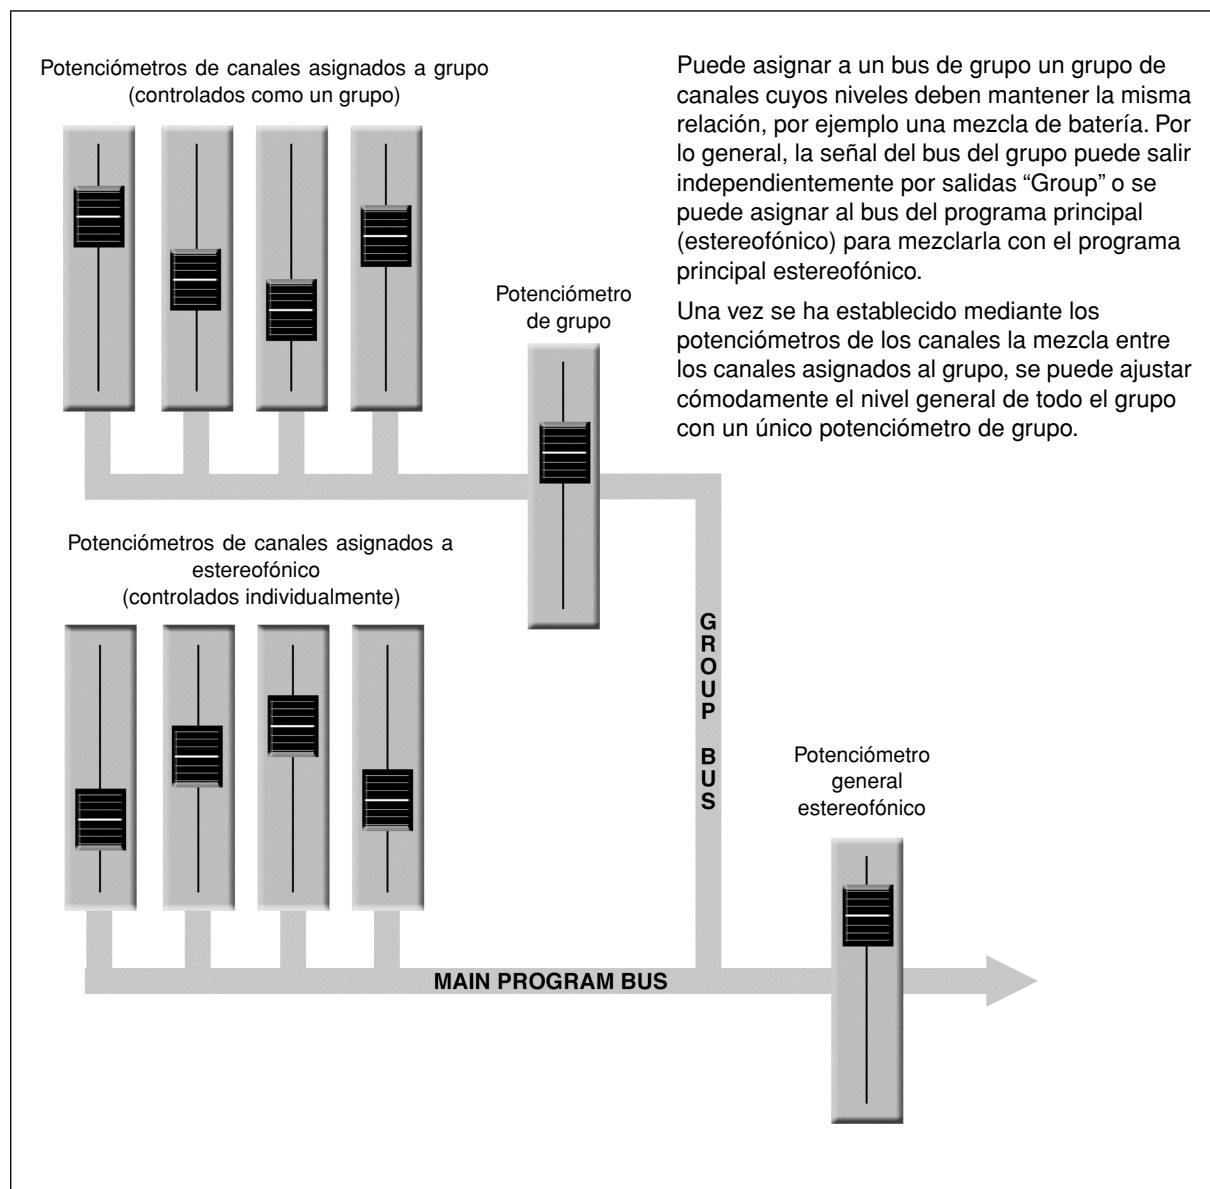 Potenciómetros de canales asignados a grupo
(controlados como un grupo)
Puede asignar a un bus de grupo un grupo de
canales cuyos niveles deben mantener la misma
relación, por ejemplo una mezcla de batería. Por
lo general, la señal del bus del grupo puede salir
independientemente por salidas “Group” o se
puede asignar al bus del programa principal
(estereofónico) para mezclarla con el programa
principal estereofónico.
Una vez se ha establecido mediante los
potenciómetros de los canales la mezcla entre
los canales asignados al grupo, se puede ajustar
cómodamente el nivel general de todo el grupo
con un único potenciómetro de grupo.
Potenciómetro
de grupo
Potenciómetros de canales asignados a
estereofónico
(controlados individualmente)
GROUP BUS
Potenciómetro
general
estereofónico
MAIN PROGRAM BUS